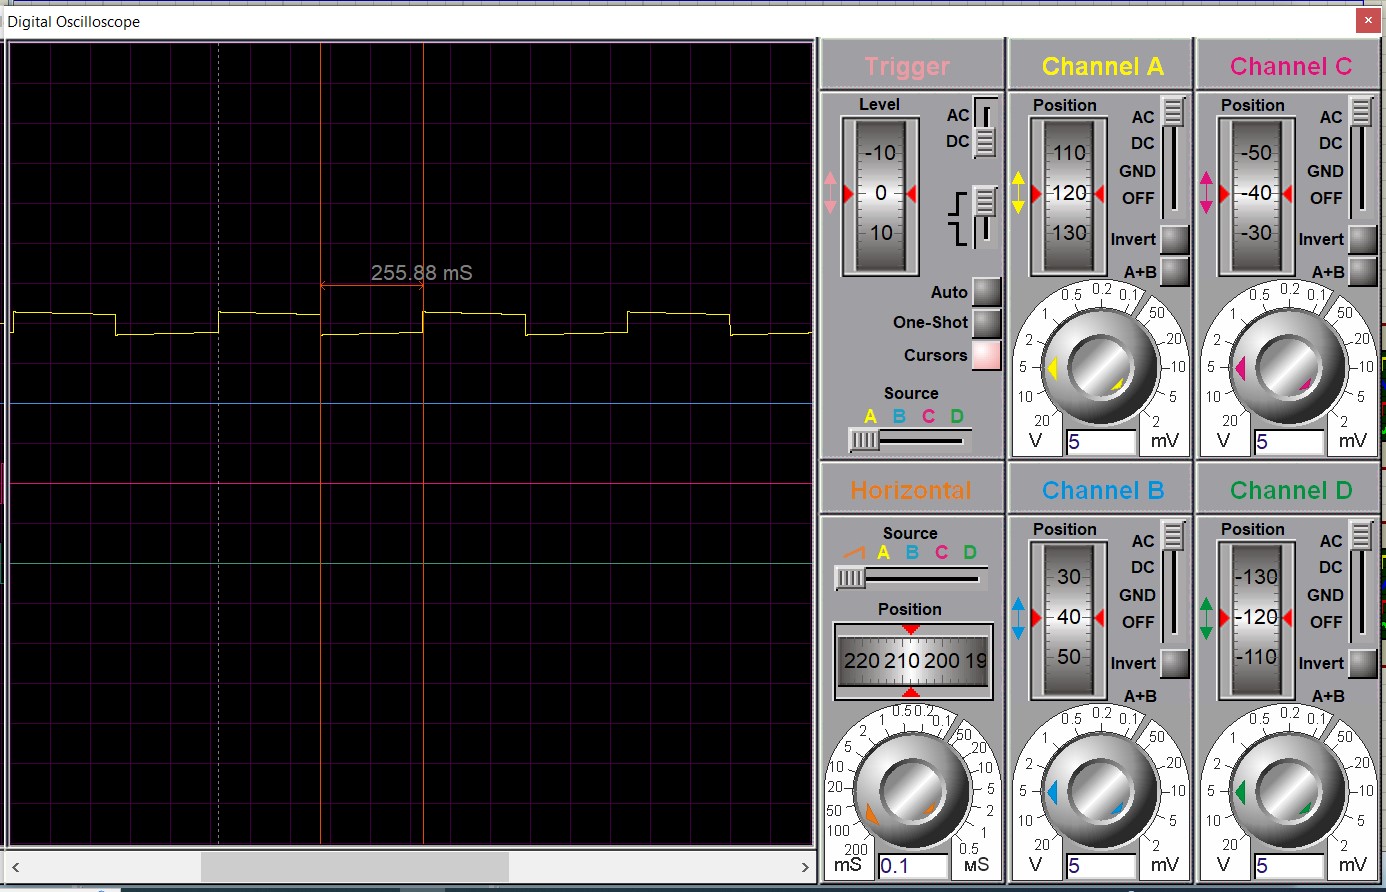 Digital Oscilloscope
255.88 mS
Trigger
Level
AC
DC
-10
0
10
Auto
One-Shot
Cursors
Source
A B C D
Channel A
Position
AC
DC
GND
OFF
110
120
130
Invert
A+B
20 10 5 2 1 0.5 0.2 0.1 50 20 10 5 2
V
5
mV
Channel C
Position
AC
DC
GND
OFF
-50
-40
-30
Invert
A+B
20 10 5 2 1 0.5 0.2 0.1 50 20 10 5 2
V
5
mV
Horizontal
Source
A B C D
Position
220 210 200 19
200 100 50 20 10 5 2 1 0.5 0.2 0.1 50 20 10 5 2 1 0.5
mS
0.1
мS
Channel B
Position
AC
DC
GND
OFF
30
40
50
Invert
A+B
20 10 5 2 1 0.5 0.2 0.1 50 20 10 5 2
V
5
mV
Channel D
Position
AC
DC
GND
OFF
-130
-120
-110
Invert
A+B
20 10 5 2 1 0.5 0.2 0.1 50 20 10 5 2
V
5
mV